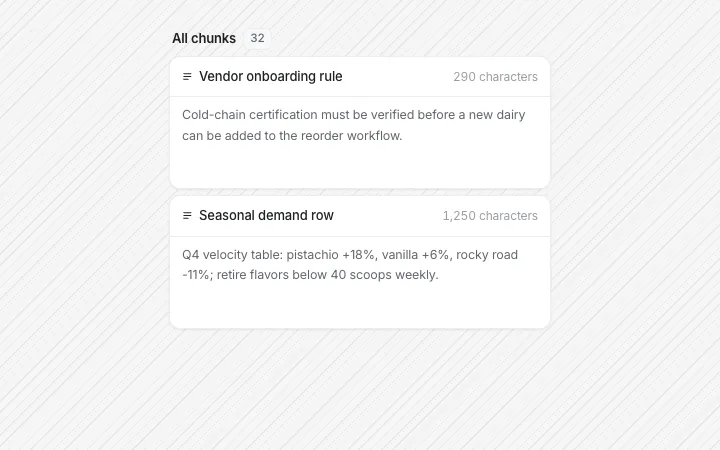 All chunks 32
Vendor onboarding rule 290 characters
Cold-chain certification must be verified before a new dairy
can be added to the reorder workflow.
Seasonal demand row 1,250 characters
Q4 velocity table: pistachio +18%, vanilla +6%, rocky road
-11%; retire flavors below 40 scoops weekly.